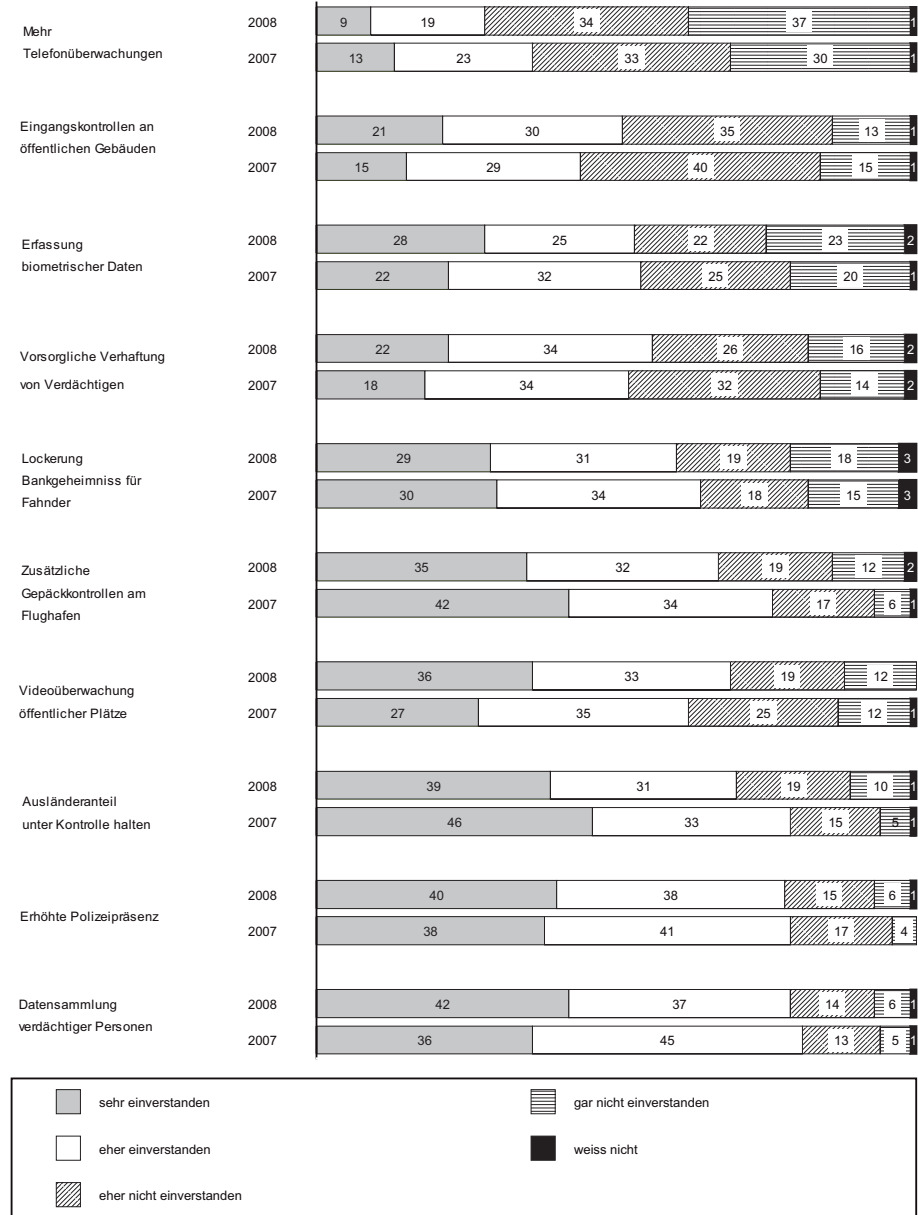 Mehr
Telefonüberwachungen
2008 9 19 34 37 1
2007 13 23 33 30 1
Eingangskontrollen an
öffentlichen Gebäuden
2008 21 30 35 13 1
2007 15 29 40 15 1
Erfassung
biometrischer Daten
2008 28 25 22 23 2
2007 22 32 25 20 1
Vorsorgliche Verhaftung
von Verdächtigen
2008 22 34 26 16 2
2007 18 34 32 14 2
Lockerung
Bankgeheimniss für
Fahnder
2008 29 31 19 18 3
2007 30 34 18 15 3
Zusätzliche
Gepäckkontrollen am
Flughafen
2008 35 32 19 12 2
2007 42 34 17 6 1
Videoüberwachung
öffentlicher Plätze
2008 36 33 19 12
2007 27 35 25 12 1
Ausländeranteil
unter Kontrolle halten
2008 39 31 19 10 1
2007 46 33 15 5 1
Erhöhte Polizeipräsenz
2008 40 38 15 6 1
2007 38 41 17 4
Datensammlung
verdächtiger Personen
2008 42 37 14 6 1
2007 36 45 13 5 1
sehr einverstanden
eher einverstanden
eher nicht einverstanden
gar nicht einverstanden
weiss nicht